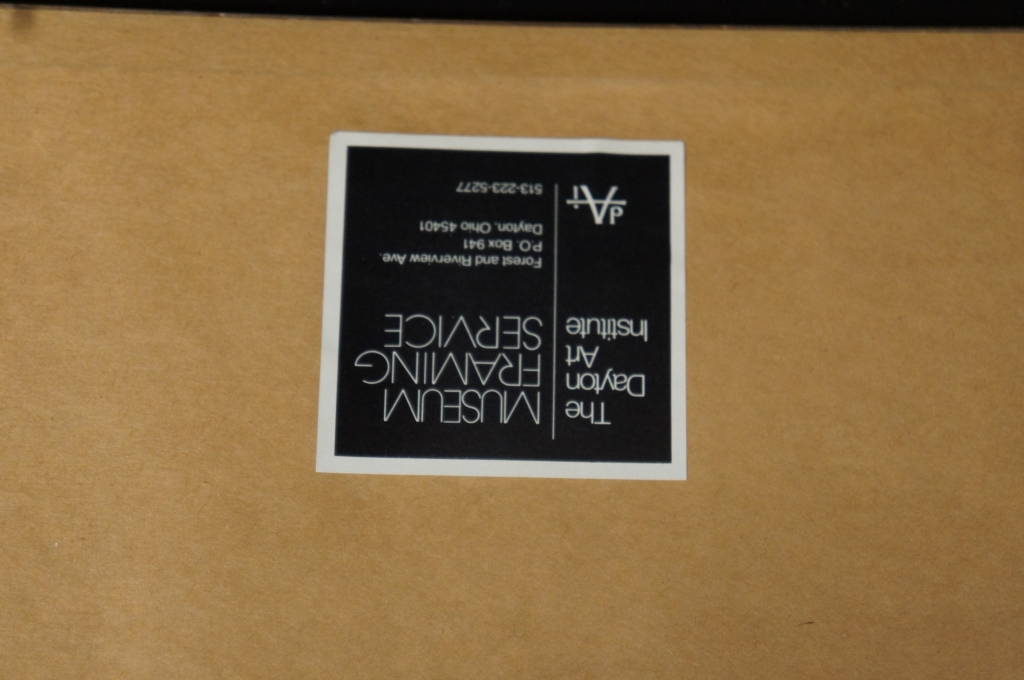 The
Dayton
Art
Institute
dAi
MUSEUM
FRAMING
SERVICE
Forest and Riverview Ave.
P.O. Box 941
Dayton, Ohio 45401
513-223-5277